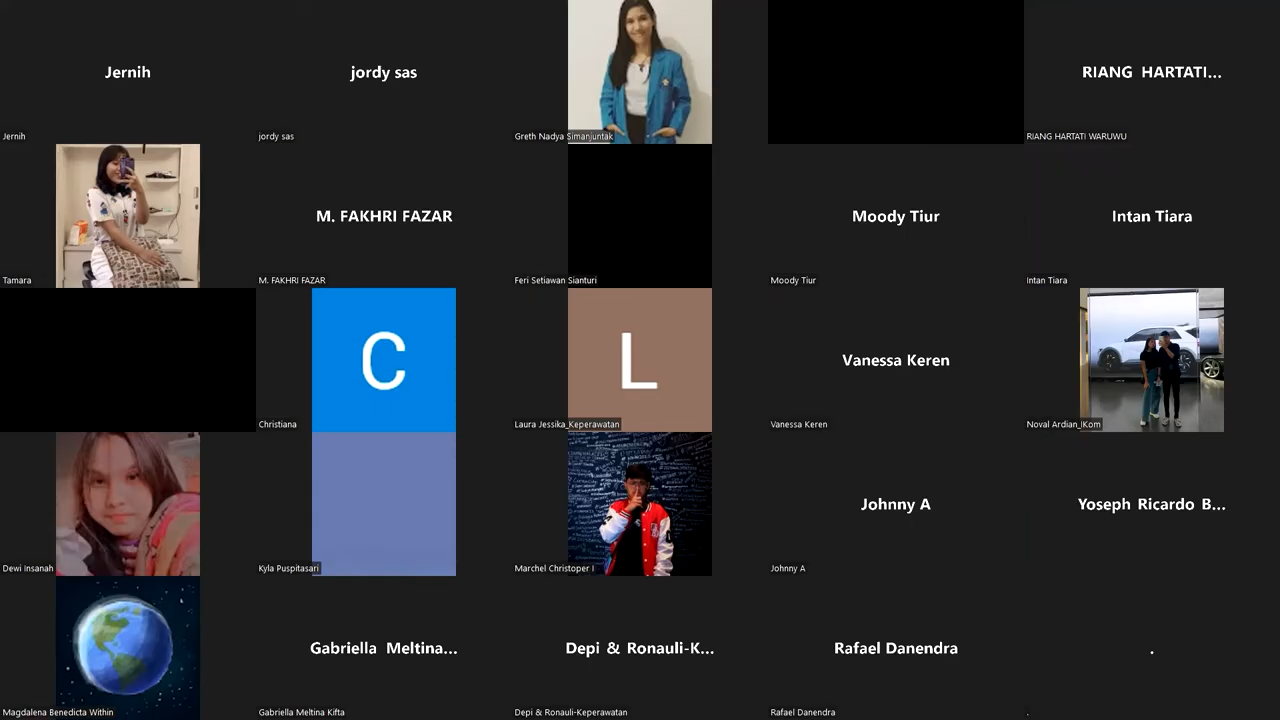 Jernih
Jernih
jordy sas
jordy sas
Greth Nadya Simanjuntak
RIANG HARTATI...
RIANG HARTATI WARUWU
Tamara
M. FAKHRI FAZAR
M. FAKHRI FAZAR
Feri Setiawan Sianturi
Moody Tiur
Moody Tiur
Intan Tiara
Intan Tiara
C
Christiana
L
Laura Jessika_Keperawatan
Vanessa Keren
Vanessa Keren
Noval Ardian_IKom
Dewi Insanah
Kyla Puspitasari
Marchel Christoper I
Johnny A
Johnny A
Yoseph Ricardo B...
Magdalena Benedicta Within
Gabriella Meltina...
Gabriella Meltina Kifta
Depi & Ronauli-K...
Depi & Ronauli-Keperawatan
Rafael Danendra
Rafael Danendra
.
.